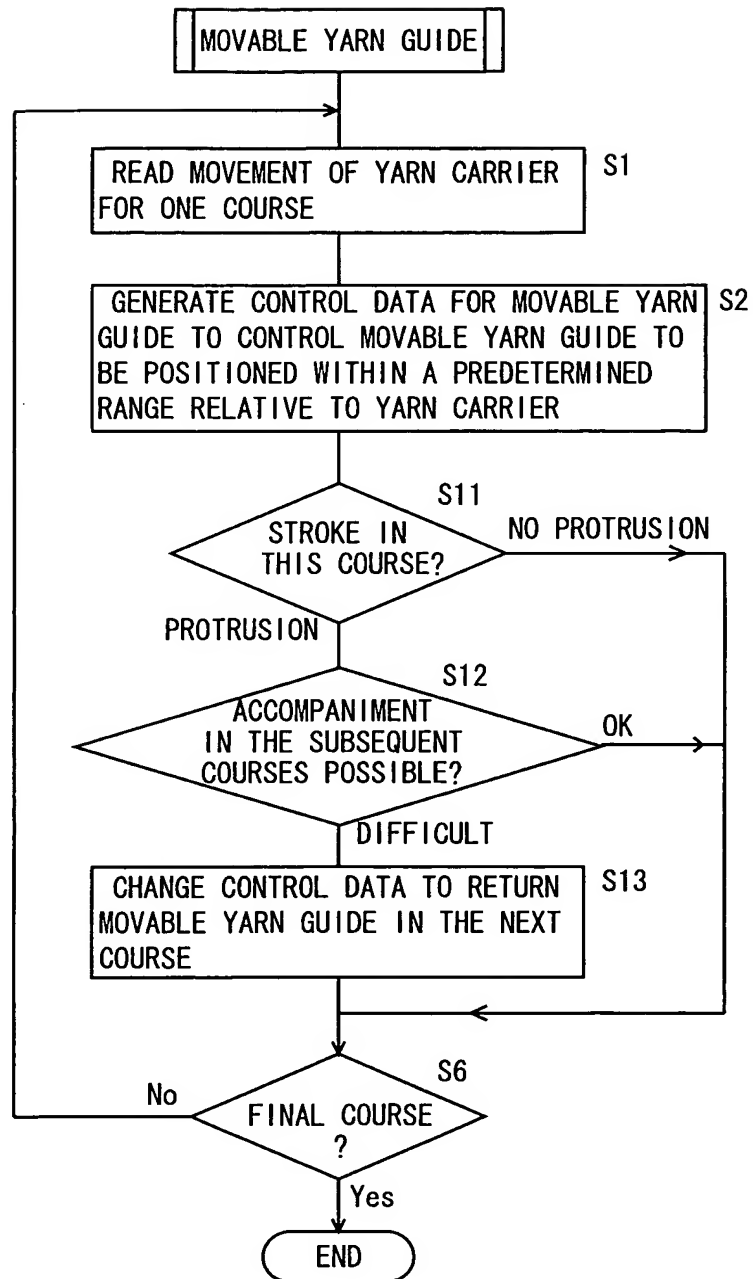 MOVABLE YARN GUIDE
READ MOVEMENT OF YARN CARRIER
FOR ONE COURSE
S1
GENERATE CONTROL DATA FOR MOVABLE YARN
GUIDE TO CONTROL MOVABLE YARN GUIDE TO
BE POSITIONED WITHIN A PREDETERMINED
RANGE RELATIVE TO YARN CARRIER
S2
S11
STROKE IN
THIS COURSE?
NO PROTRUSION
PROTRUSION
S12
ACCOMPANIMENT
IN THE SUBSEQUENT
COURSES POSSIBLE?
OK
DIFFICULT
CHANGE CONTROL DATA TO RETURN
MOVABLE YARN GUIDE IN THE NEXT
COURSE
S13
S6
No
FINAL COURSE
?
Yes
END